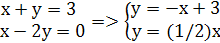 x + y = 3 => {y = -x + 3
x - 2y = 0 {y = (1/2)x